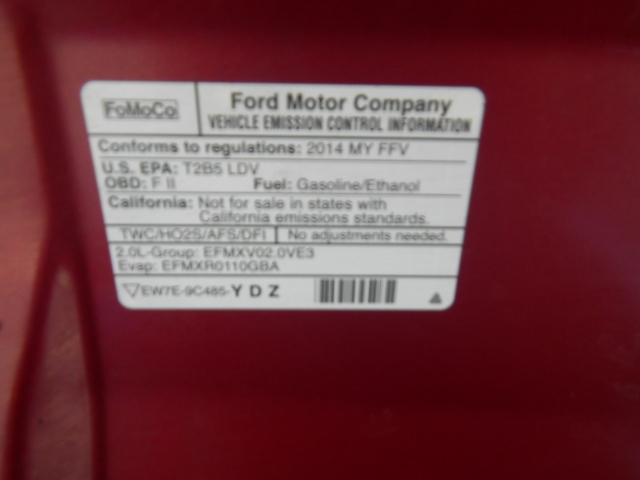 FoMoCo
Ford Motor Company
VEHICLE EMISSION CONTROL INFORMATION
Conforms to regulations: 2014 MY FFV
U.S. EPA: T2B5 LDV
OBD: F II Fuel: Gasoline/Ethanol
California: Not for sale in states with
California emissions standards.
TWC/HO2S/AFS/DFI No adjustments needed.
2.0L-Group: EFMXV02.0VE3
Evap: EFMXR0110GBA
EW7E-9C485-YDZ